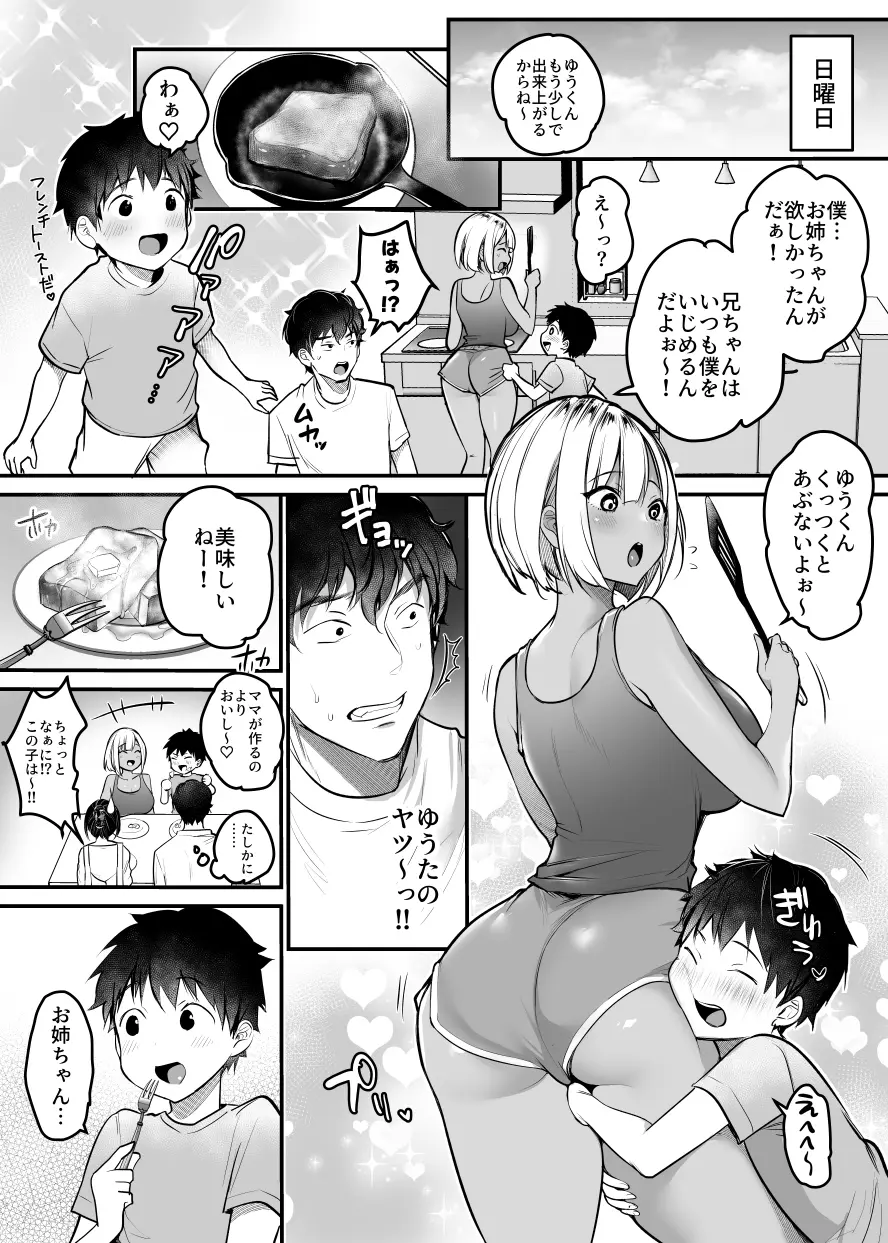 日曜日
ゆうくん
もう少しで
出来上がる
からね～
わぁ♡
フレンチトーストだ♡
パァァァ…
僕…
お姉ちゃんが
欲しかったん
だぁ！
兄ちゃんは
いつも僕を
いじめるん
だよぉ～！
え～っ？
はぁっ!?
ムカッ
ゆうくん
くっつくと
あぶないよぉ～
ぎゅぅ♡
えへへ～
プリッ♡
ギョッ
ゆうたの
ヤツ～っ!!
ホカ
美味しい
ねー！
ホカ
ママが作るの
より
おいし～♡
ちょっと
なぁに!?
この子は～!!
たしかに
……
お姉ちゃん…